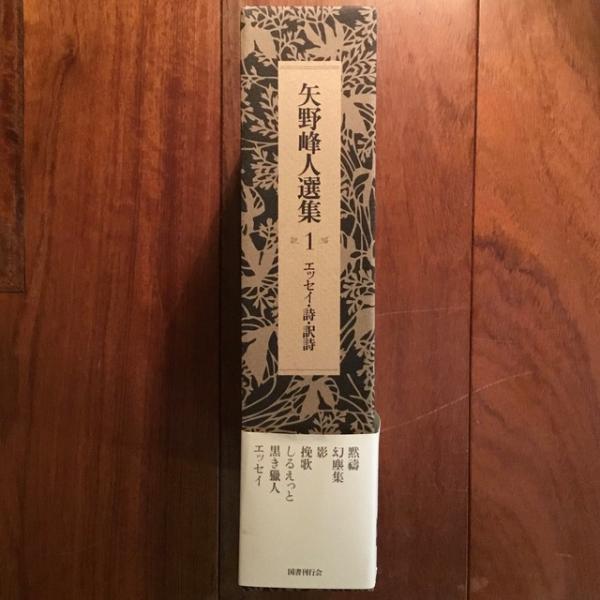 矢野峰人選集
1
エッセイ・詩・訳詩
黙禱
幻塵集
影
挽歌
しるえっと
黒き獵人
エッセイ
国書刊行会